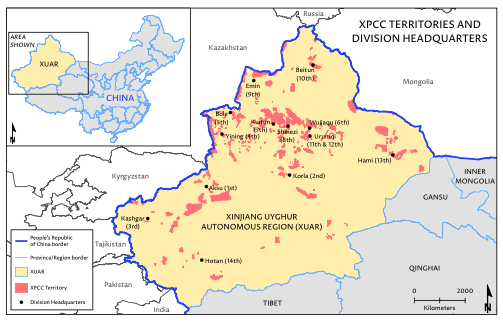 XPCC TERRITORIES AND
DIVISION HEADQUARTERS
AREA
SHOWN
XUAR
CHINA
N
Russia
Kazakhstan
Mongolia
Beitun
(10th)
Emin
(9th)
Bole
(5th)
Kuitun
(7th)
Shihezi
(8th)
Wujiaqu (6th)
Yining (4th)
Urumqi
(11th & 12th)
Hami (13th)
Korla (2nd)
Kyrgyzstan
Aksu (1st)
INNER
MONGOLIA
GANSU
XINJIANG UYGHUR
AUTONOMOUS REGION (XUAR)
Kashgar
(3rd)
Tajikistan
Hotan (14th)
QINGHAI
Pakistan
India
TIBET
People's Republic
of China border
Province/Region border
XUAR
XPCC Territory
Division Headquarters
0 2000
Kilometers
N